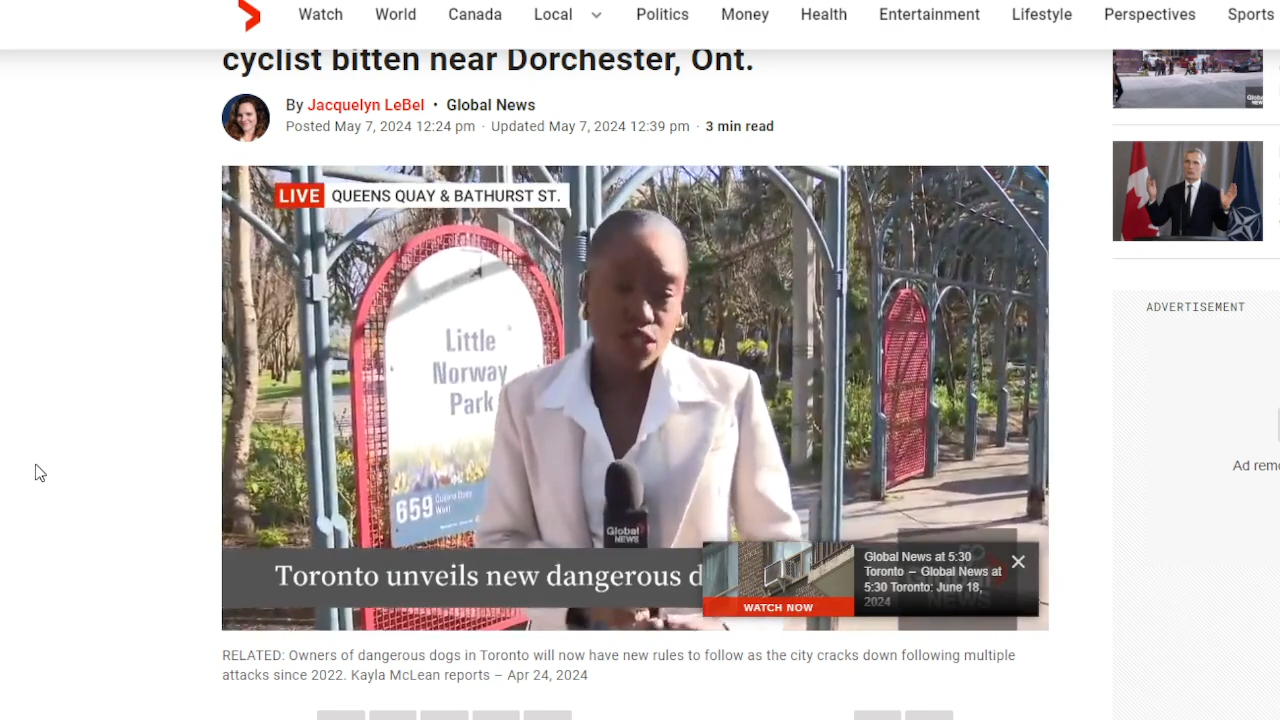 Watch World Canada Local Politics Money Health Entertainment Lifestyle Perspectives Sports
cyclist bitten near Dorchester, Ont.
By Jacquelyn LeBel • Global News
Posted May 7, 2024 12:24 pm · Updated May 7, 2024 12:39 pm · 3 min read
LIVE QUEENS QUAY & BATHURST ST.
Little
Norway
Park
659 Queens Quay
West
Global
NEWS
Toronto unveils new dangerous d
Global News at 5:30
Toronto – Global News at
5:30 Toronto: June 18,
2024
WATCH NOW
RELATED: Owners of dangerous dogs in Toronto will now have new rules to follow as the city cracks down following multiple
attacks since 2022. Kayla McLean reports – Apr 24, 2024
ADVERTISEMENT
Ad remo